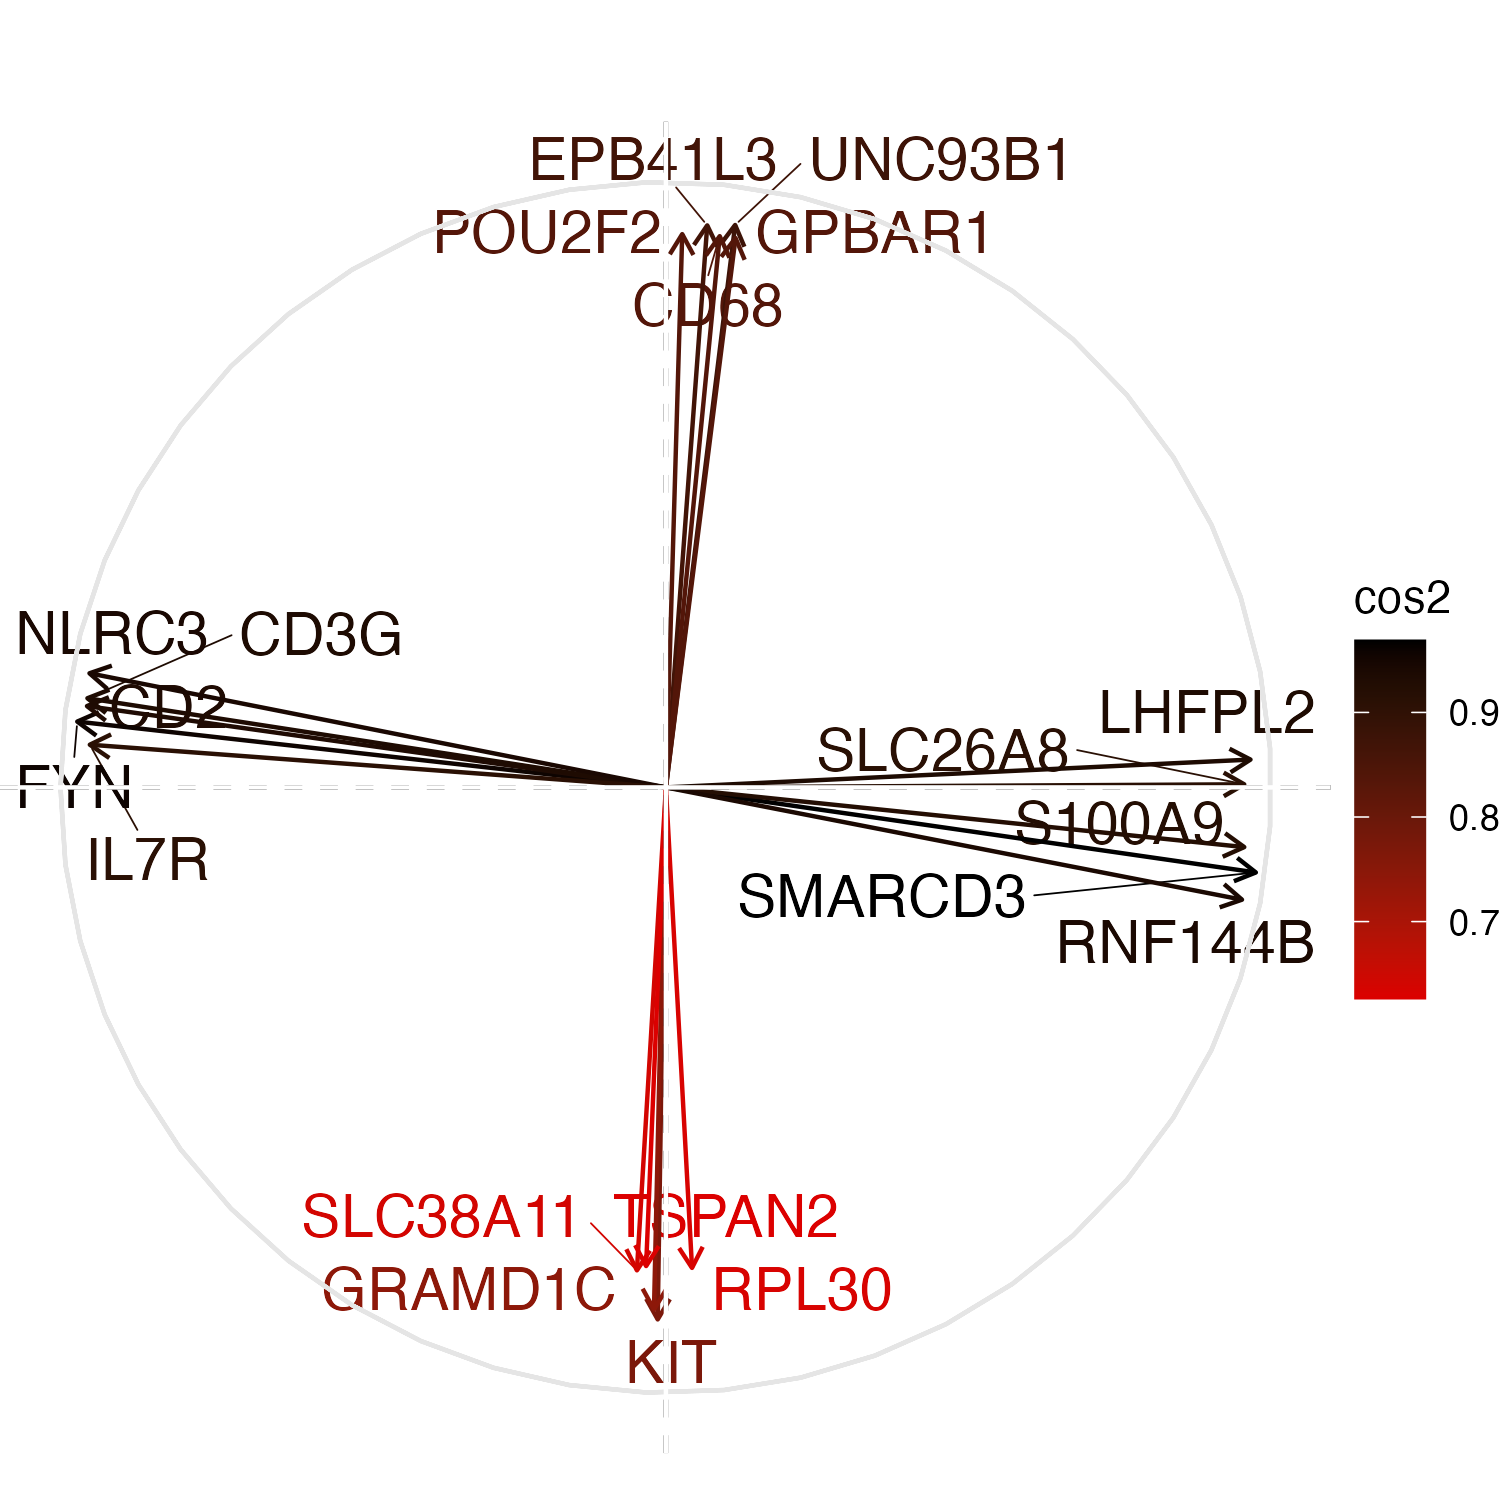 EPB41L3 UNC93B1
POU2F2 GPBAR1
CD68
NLRC3 CD3G
CD2
FYN
IL7R
LHFPL2
SLC26A8
S100A9
SMARCD3
RNF144B
cos2
0.9
0.8
0.7
SLC38A11 TSPAN2
GRAMD1C RPL30
KIT